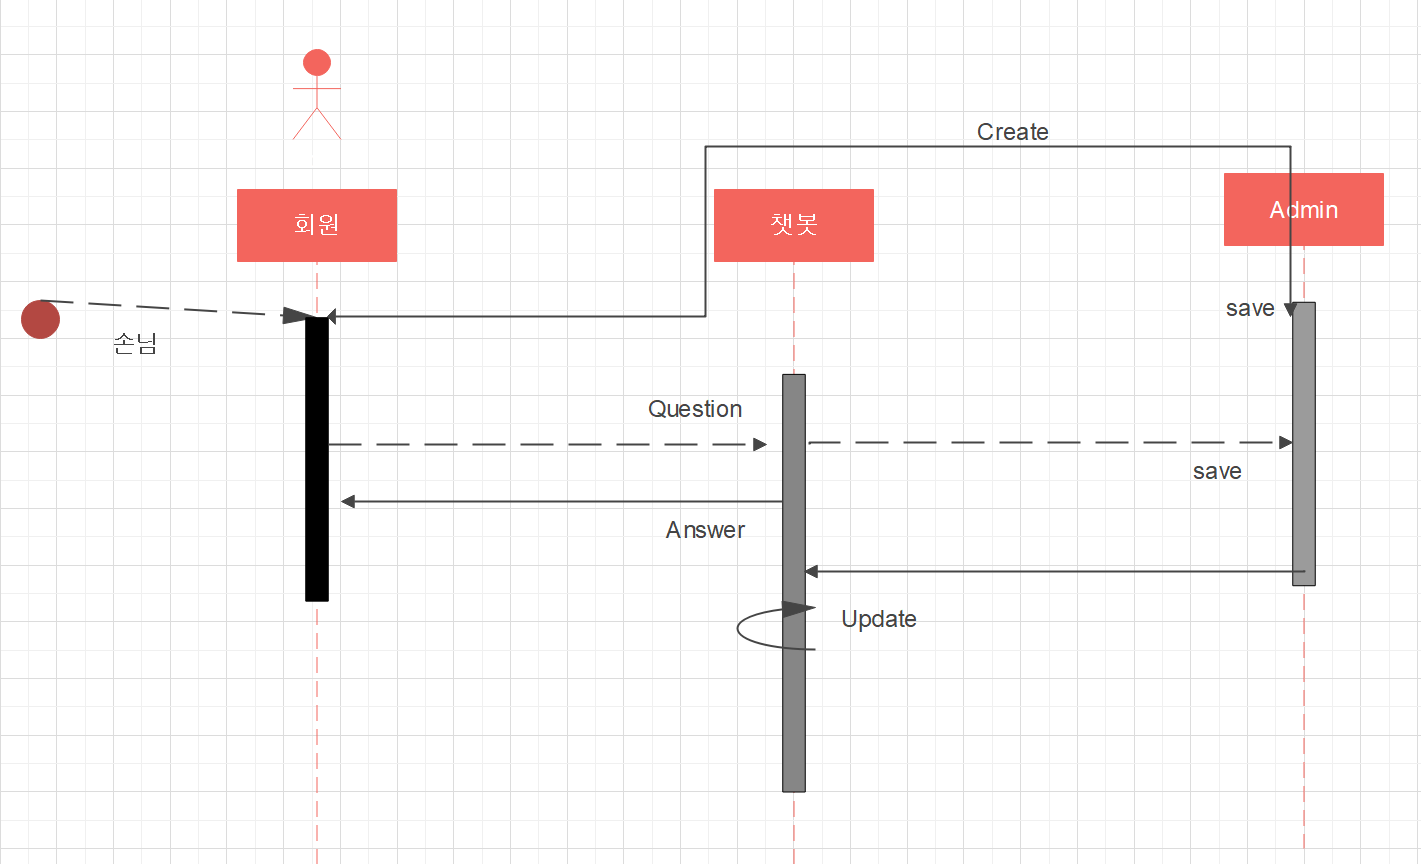 Create
회원
챗봇
Admin
save
손님
Question
save
Answer
Update